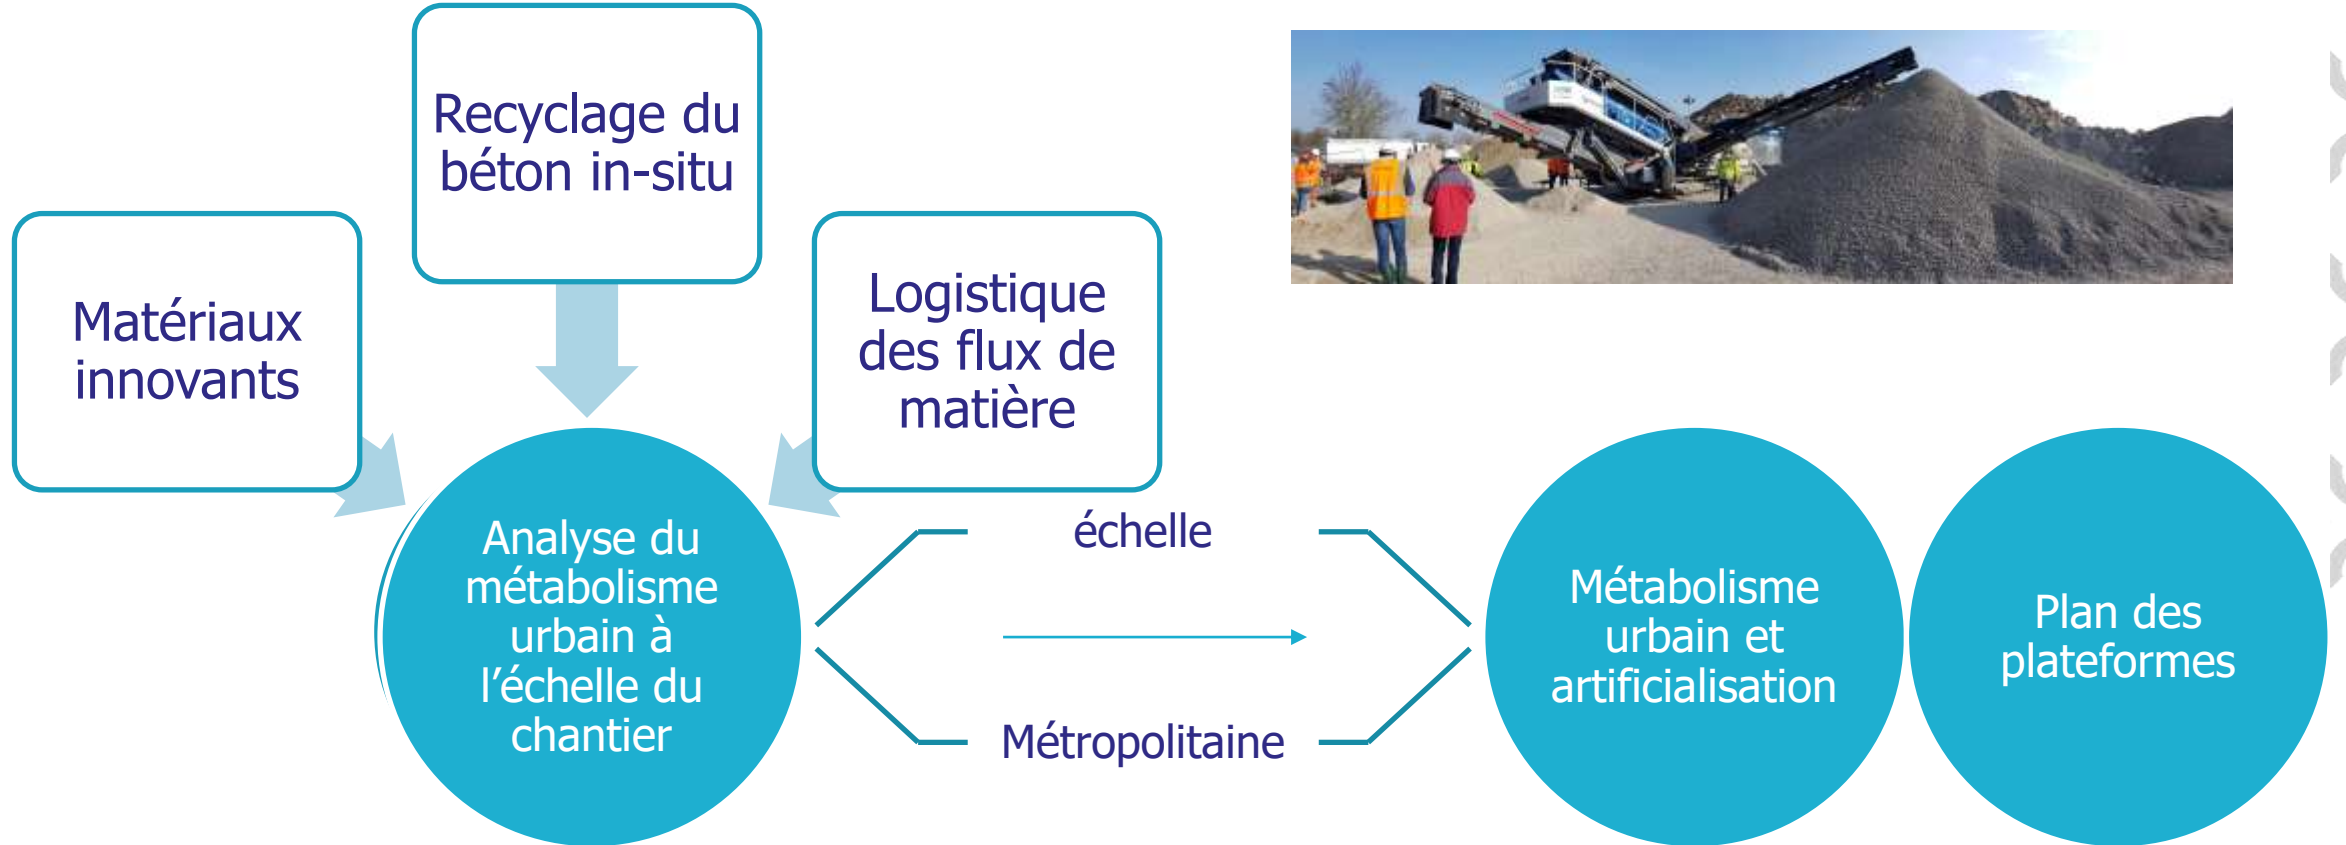 Recyclage du
béton in-situ
Matériaux
innovants
Logistique
des flux de
matière
Analyse du
métabolisme
urbain à
l’échelle du
chantier
échelle
Métropolitaine
Métabolisme
urbain et
artificialisation
Plan des
plateformes